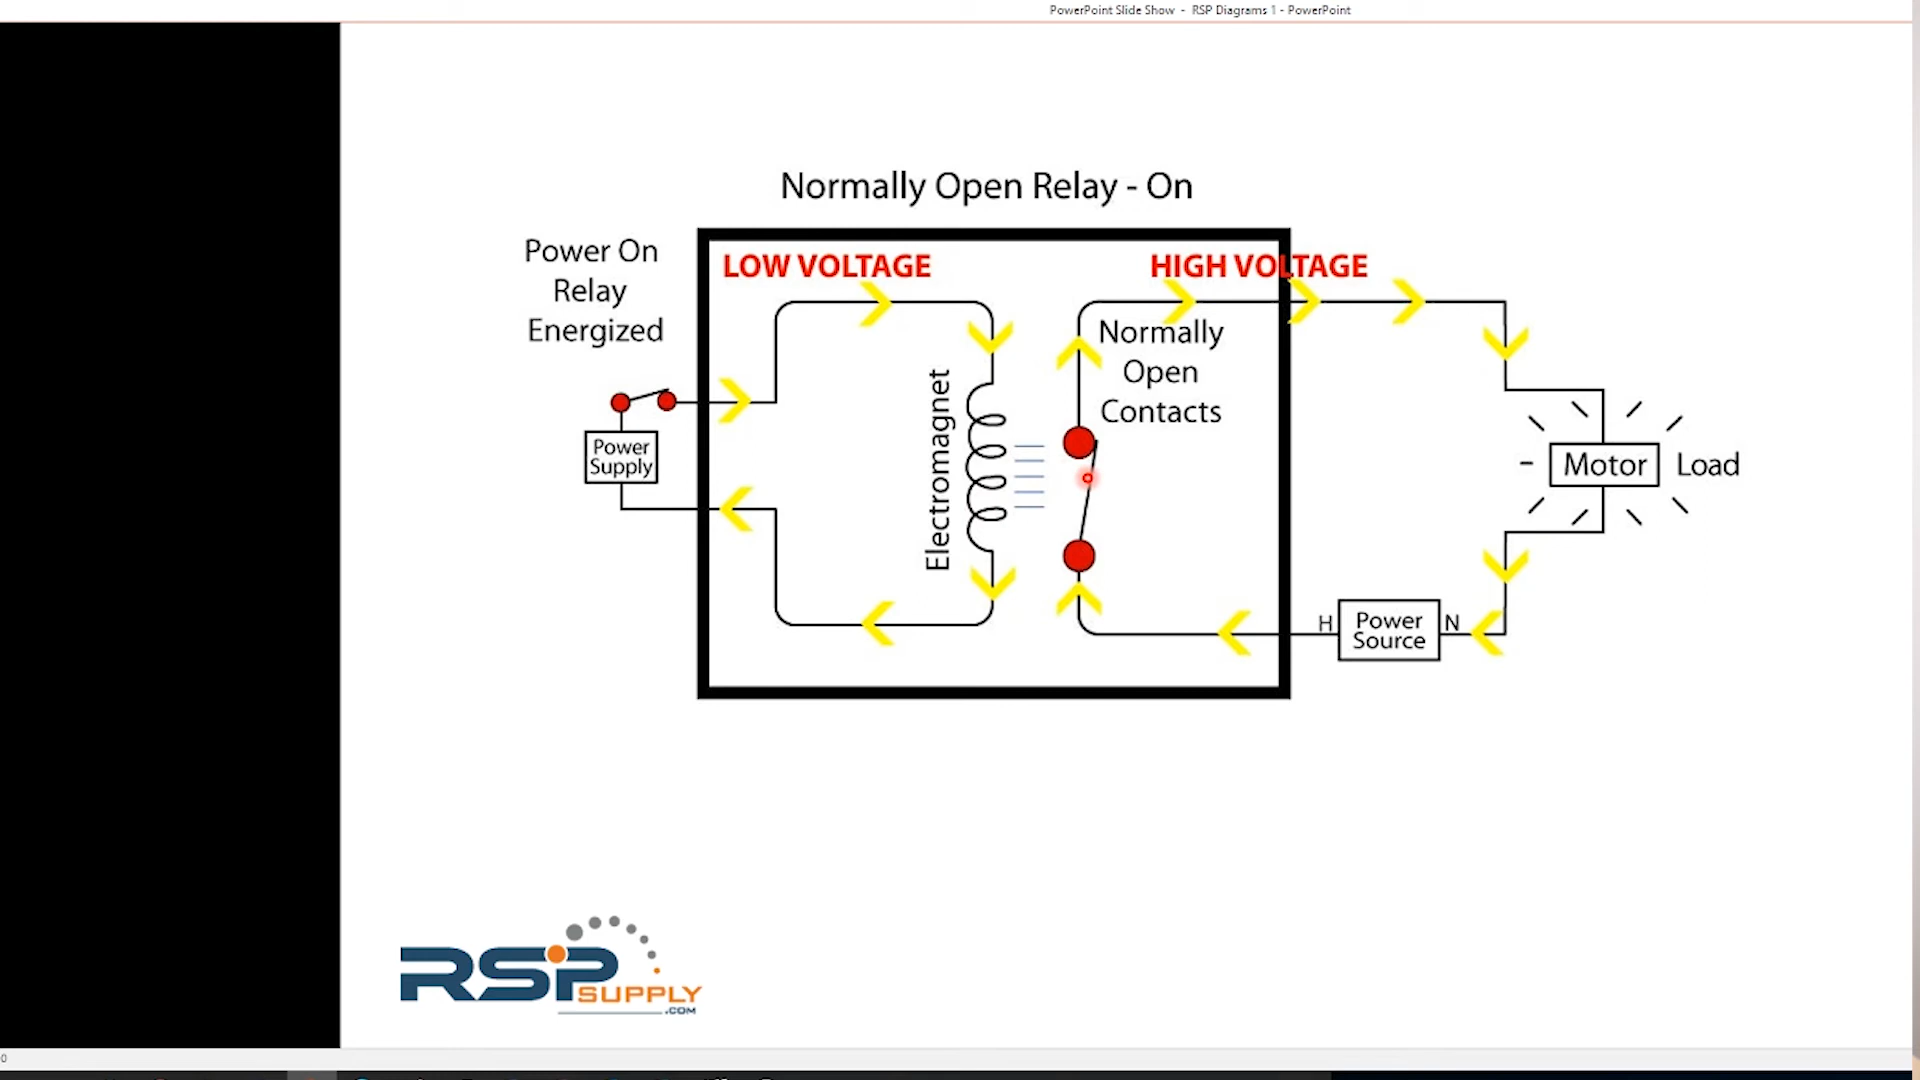 PowerPoint Slide Show - RSP Diagrams 1 - PowerPoint
Normally Open Relay - On
Power On
Relay
Energized
LOW VOLTAGE
HIGH VOLTAGE
Normally
Open
Contacts
Electromagnet
Power
Supply
Motor
Load
H
Power
Source
N
RSP SUPPLY
.COM